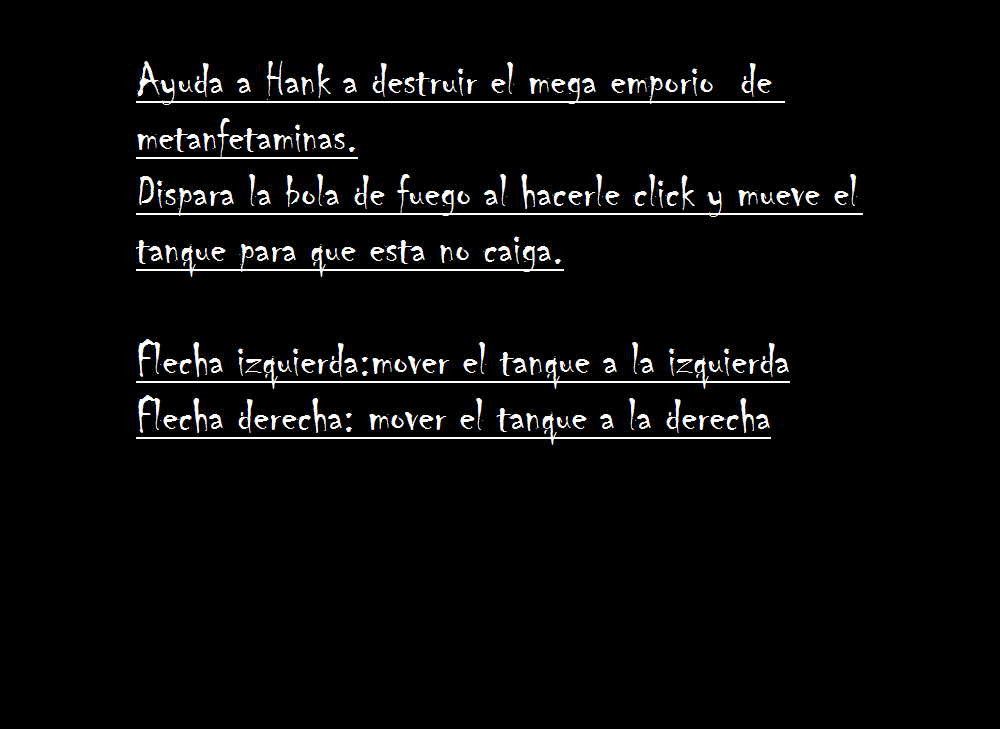 Ayuda a Hank a destruir el mega emporio  de
metanfetaminas.
Dispara la bola de fuego al hacerle click y mueve el
tanque para que esta no caiga.
Flecha izquierda:mover el tanque a la izquierda
Flecha derecha: mover el tanque a la derecha